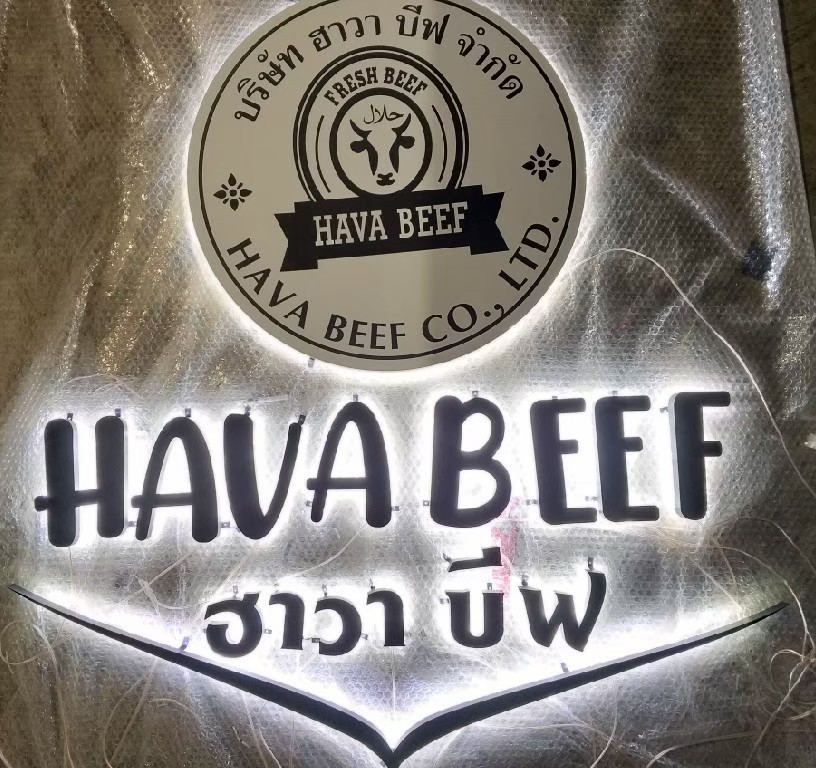 บริษัท ฮาวา บีฟ จำกัด
FRESH BEEF
حلال
HAVA BEEF
HAVA BEEF CO., LTD.
HAVA BEEF
ฮาวา บีฟ